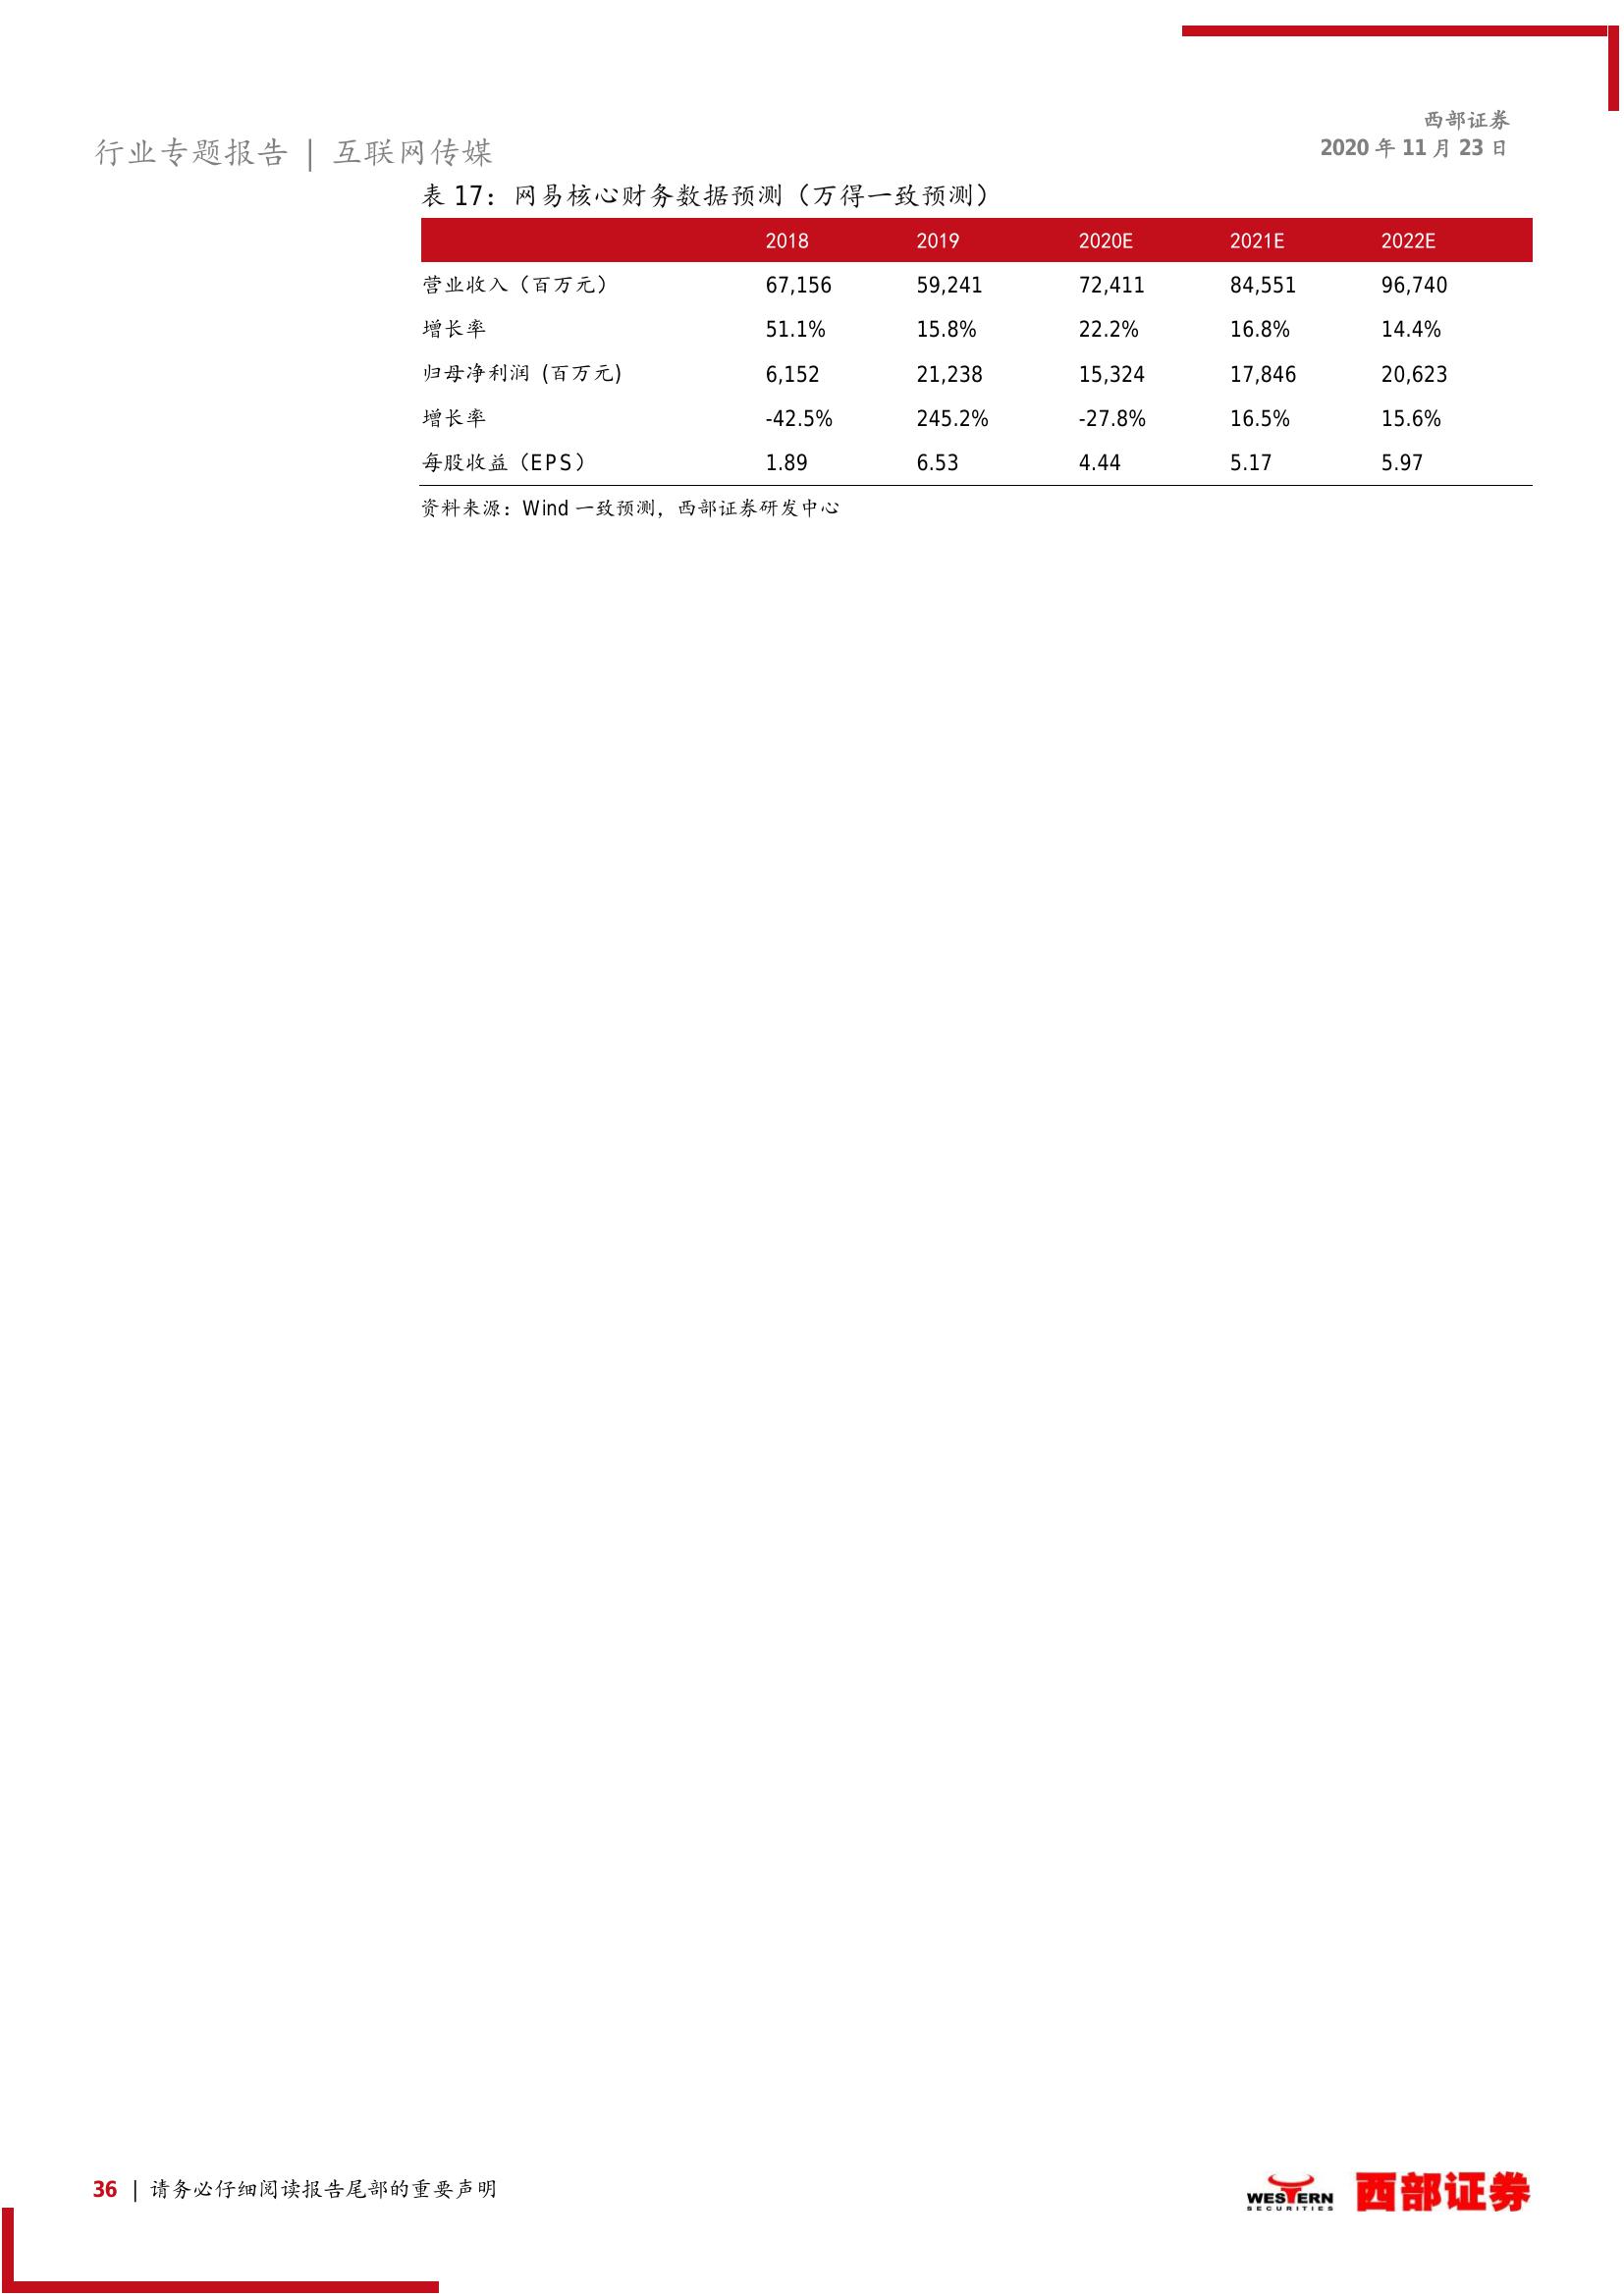 西部证券
行业专题报告 | 互联网传媒
2020 年 11 月 23 日
表 17：网易核心财务数据预测（万得一致预测）
2018 2019 2020E 2021E 2022E
营业收入（百万元） 67,156 59,241 72,411 84,551 96,740
增长率 51.1% 15.8% 22.2% 16.8% 14.4%
归母净利润 (百万元) 6,152 21,238 15,324 17,846 20,623
增长率 -42.5% 245.2% -27.8% 16.5% 15.6%
每股收益（EPS） 1.89 6.53 4.44 5.17 5.97
资料来源：Wind 一致预测，西部证券研发中心
36 | 请务必仔细阅读报告尾部的重要声明
WESTERN
SECURITIES
西部证券